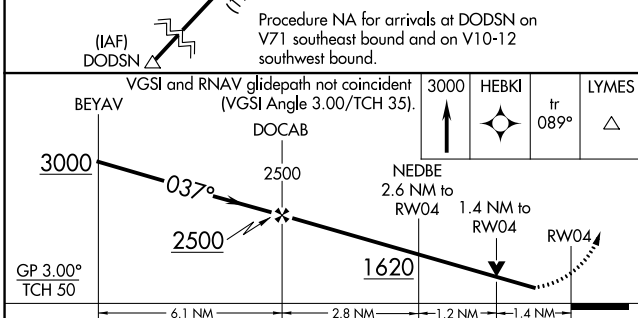 Procedure NA for arrivals at DODSN on
V71 southeast bound and on V10-12
southwest bound.
(IAF)
DODSN
VGSI and RNAV glidepath not coincident
(VGSI Angle 3.00/TCH 35).
3000
HEBKI
tr
089°
LYMES
BEYAV
DOCAB
3000
037°
2500
2500
NEDBE
2.6 NM to
RW04
1.4 NM to
RW04
RW04
1620
GP 3.00°
TCH 50
6.1 NM
2.8 NM
1.2 NM
1.4 NM